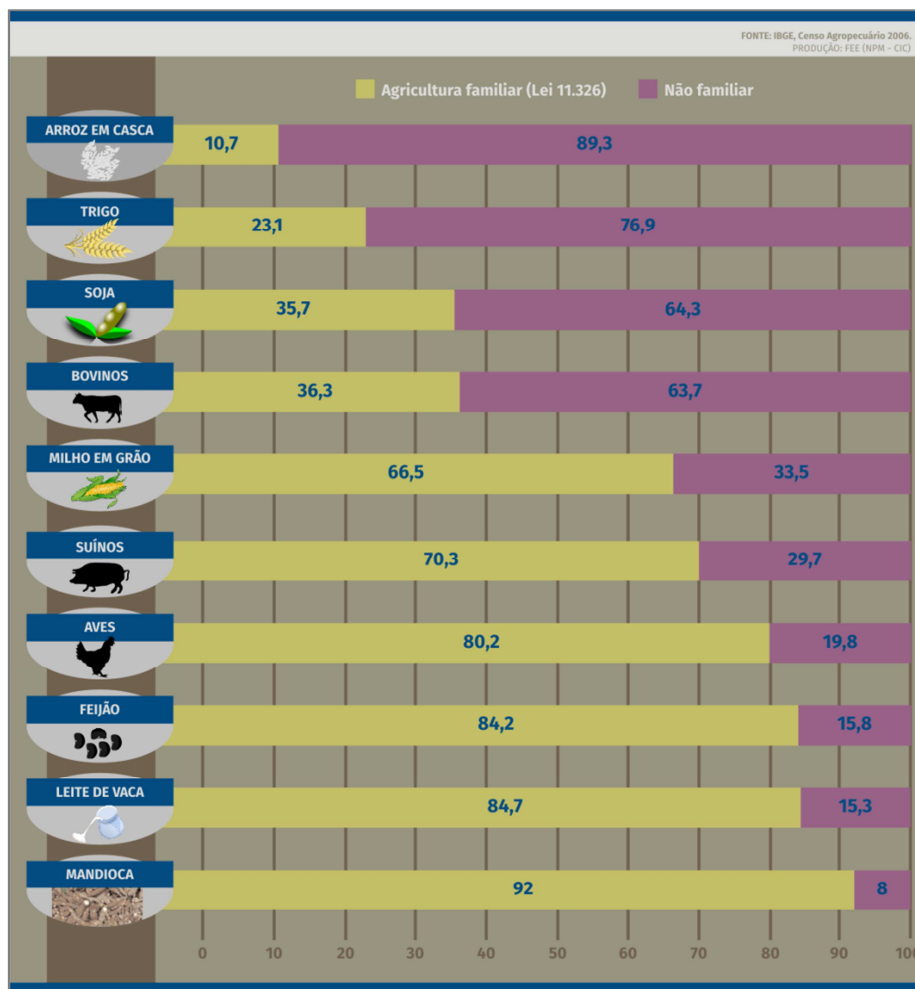 FONTE: IBGE, Censo Agropecuário 2006.
PRODUÇÃO: FEE (NPM - CIC)
Agricultura familiar (Lei 11.326) Não familiar
ARROZ EM CASCA 10,7 89,3
TRIGO 23,1 76,9
SOJA 35,7 64,3
BOVINOS 36,3 63,7
MILHO EM GRÃO 66,5 33,5
SUÍNOS 70,3 29,7
AVES 80,2 19,8
FEIJÃO 84,2 15,8
LEITE DE VACA 84,7 15,3
MANDIOCA 92 8
0 10 20 30 40 50 60 70 80 90 100